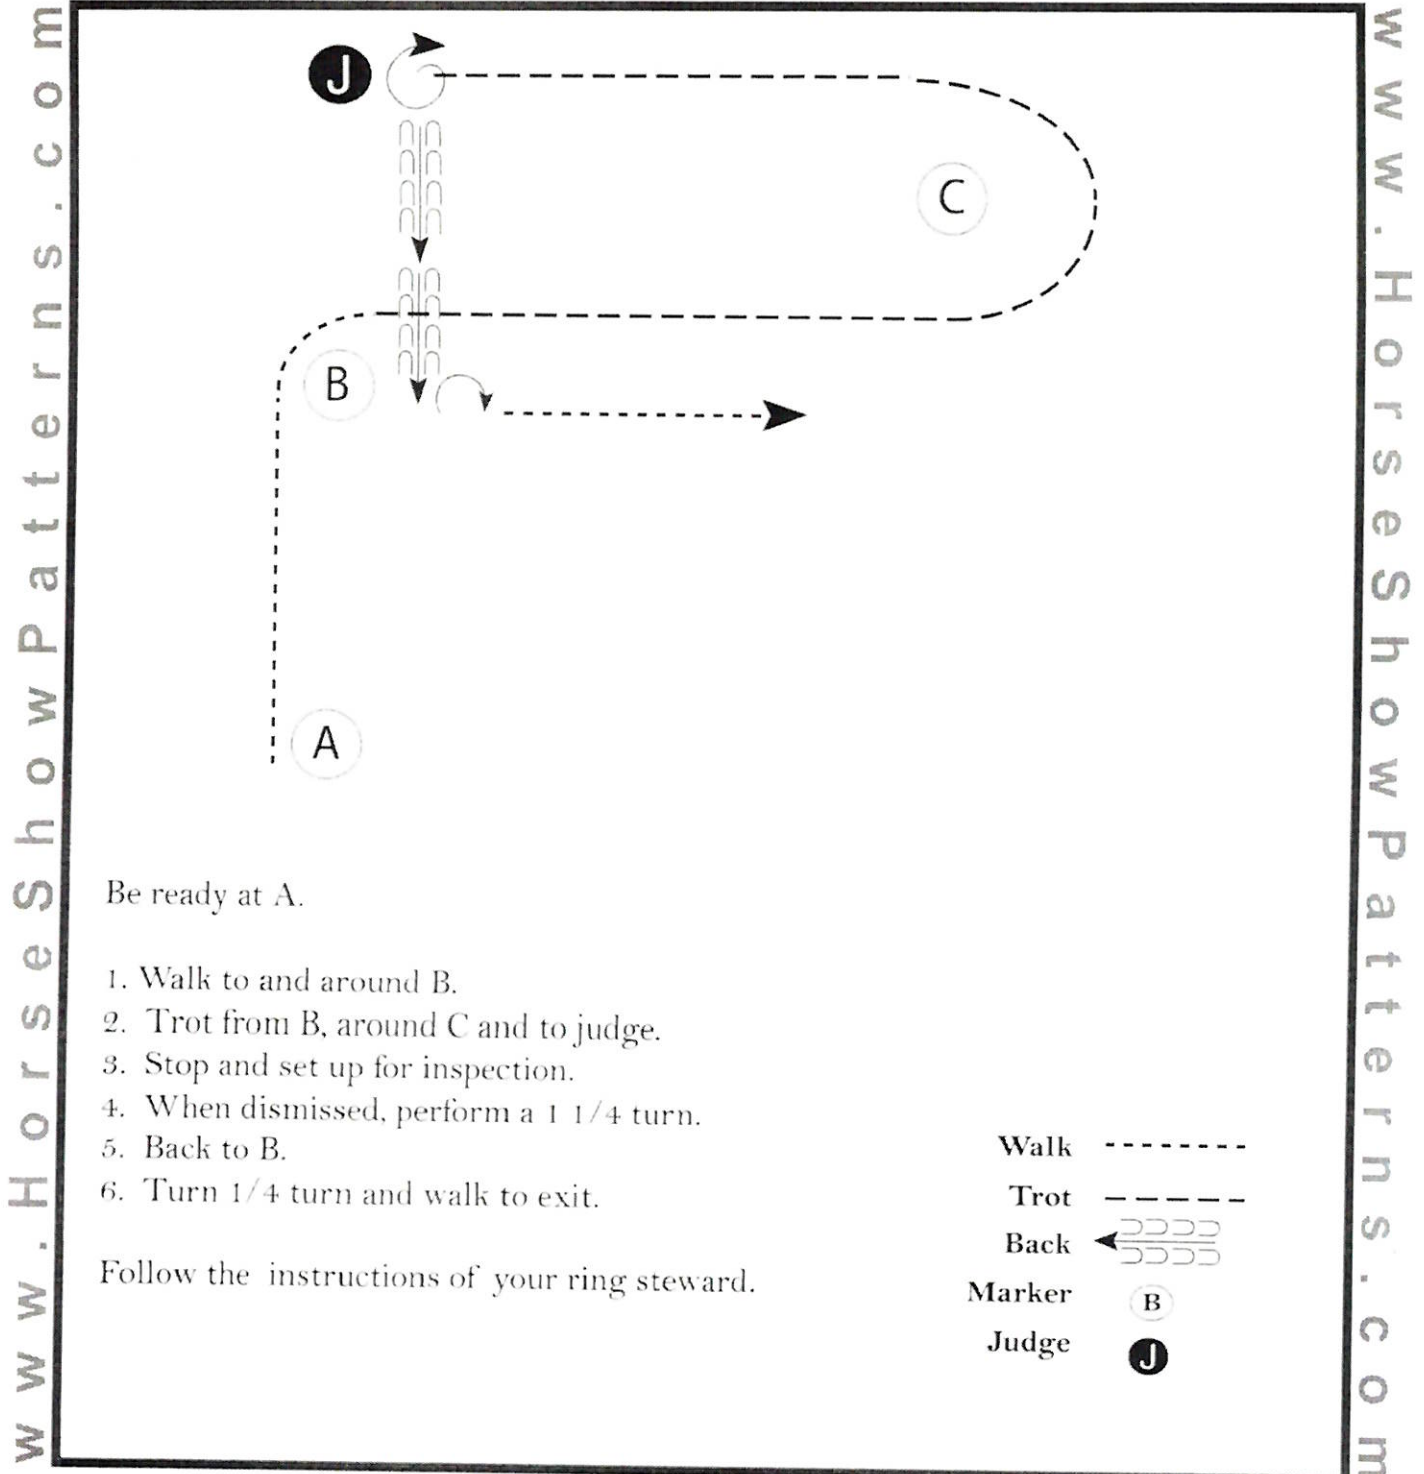 www.HorseShowPatterns.com
www.HorseShowPatterns.com
J
C
B
A
Be ready at A.
1. Walk to and around B.
2. Trot from B, around C and to judge.
3. Stop and set up for inspection.
4. When dismissed, perform a 1 1/4 turn.
5. Back to B.
6. Turn 1/4 turn and walk to exit.
Follow the instructions of your ring steward.
Walk
Trot
Back
Marker B
Judge J